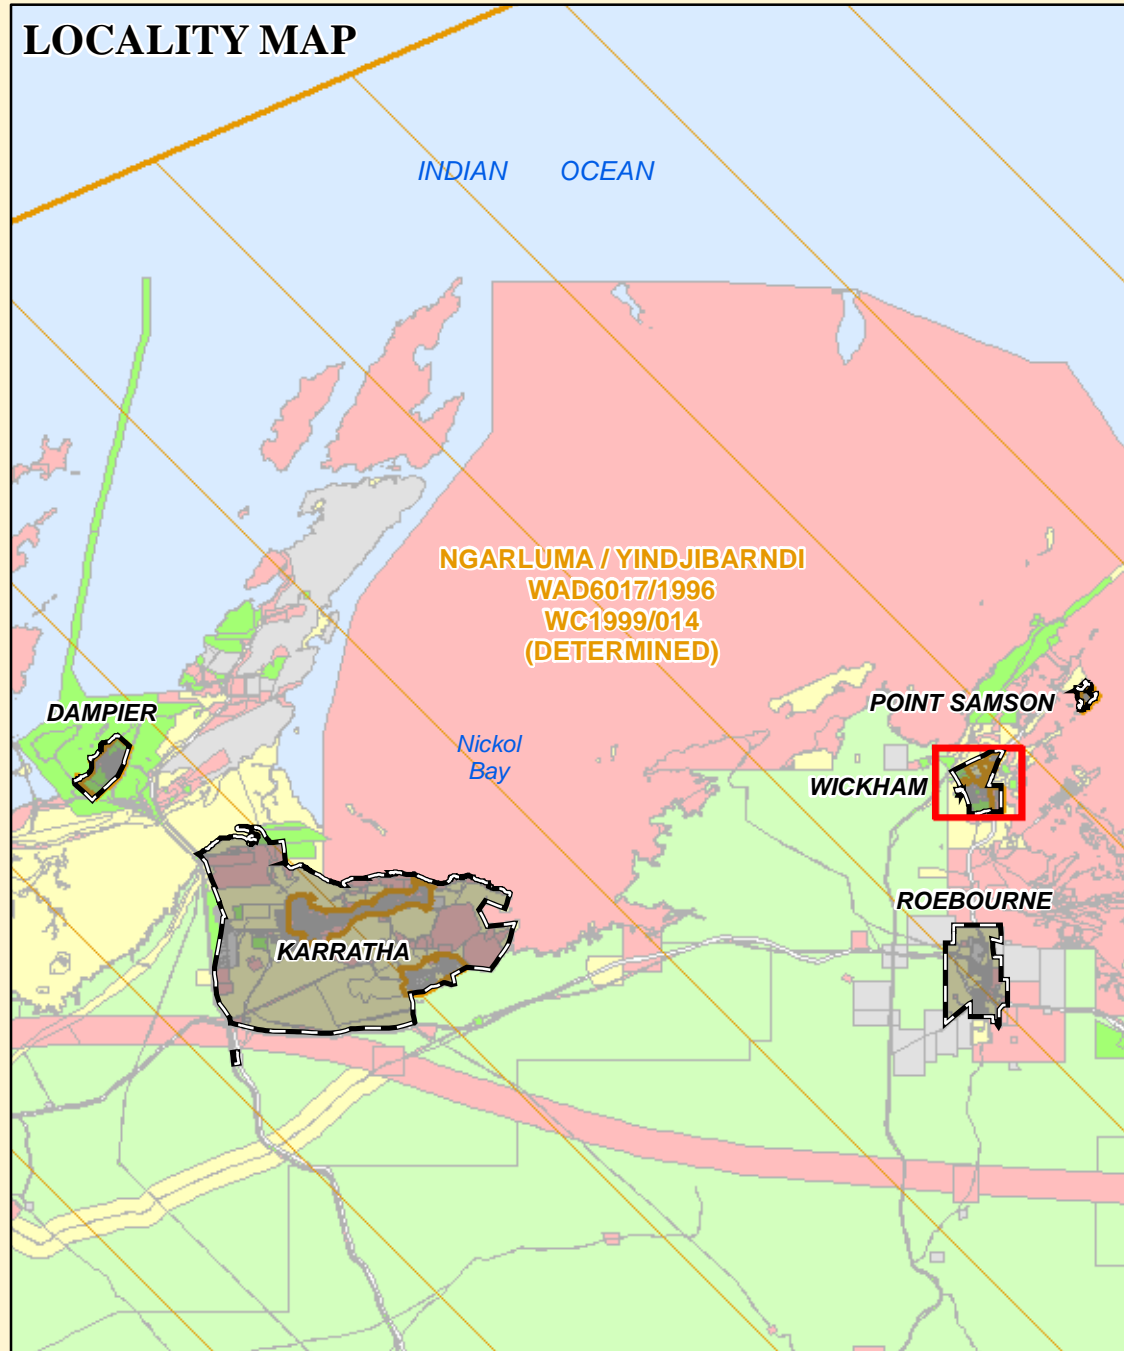 LOCALITY MAP
INDIAN OCEAN
NGARLUMA / YINDJIBARNDI
WAD6017/1996
WC1999/014
(DETERMINED)
POINT SAMSON
DAMPIER
Nickol
Bay
WICKHAM
ROEBOURNE
KARRATHA